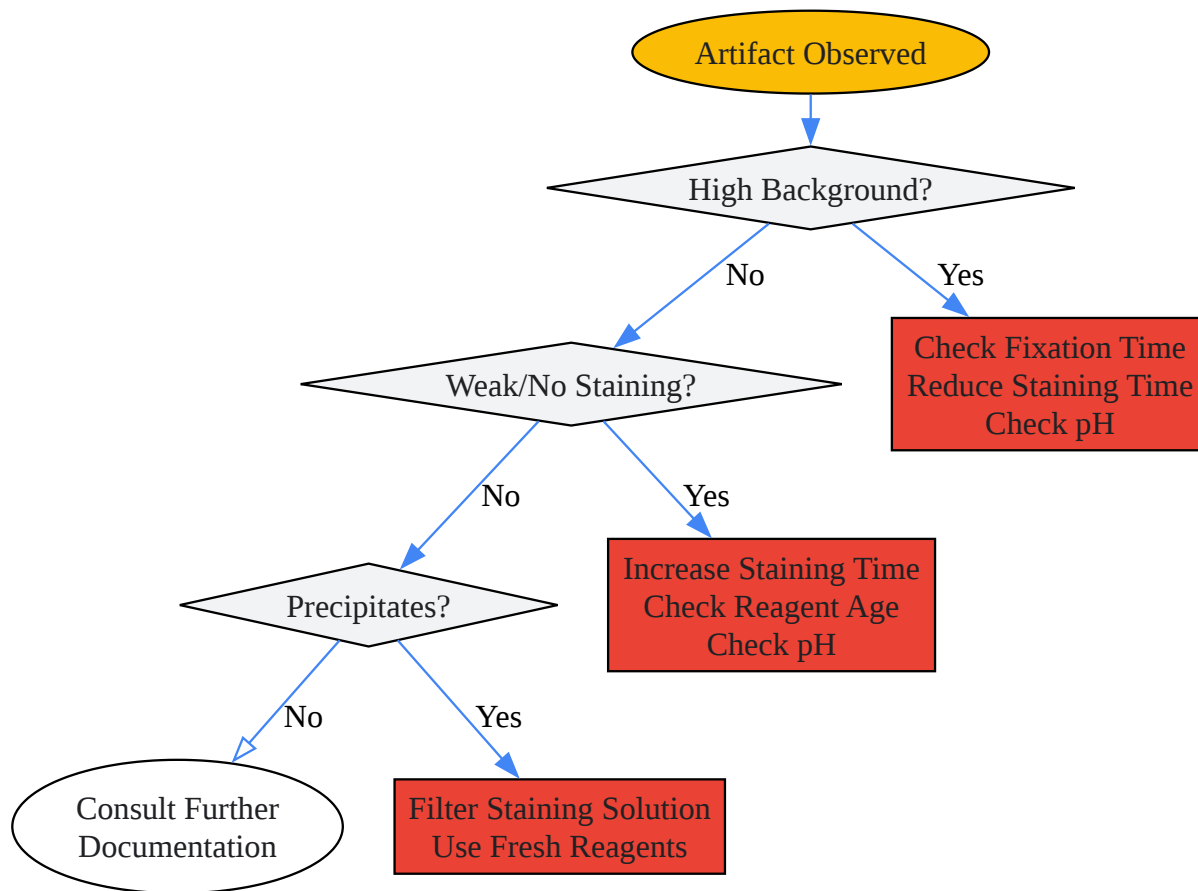 Artifact Observed
High Background?
No
Yes
Check Fixation Time
Reduce Staining Time
Check pH
Weak/No Staining?
No
Yes
Increase Staining Time
Check Reagent Age
Check pH
Precipitates?
No
Yes
Consult Further
Documentation
Filter Staining Solution
Use Fresh Reagents